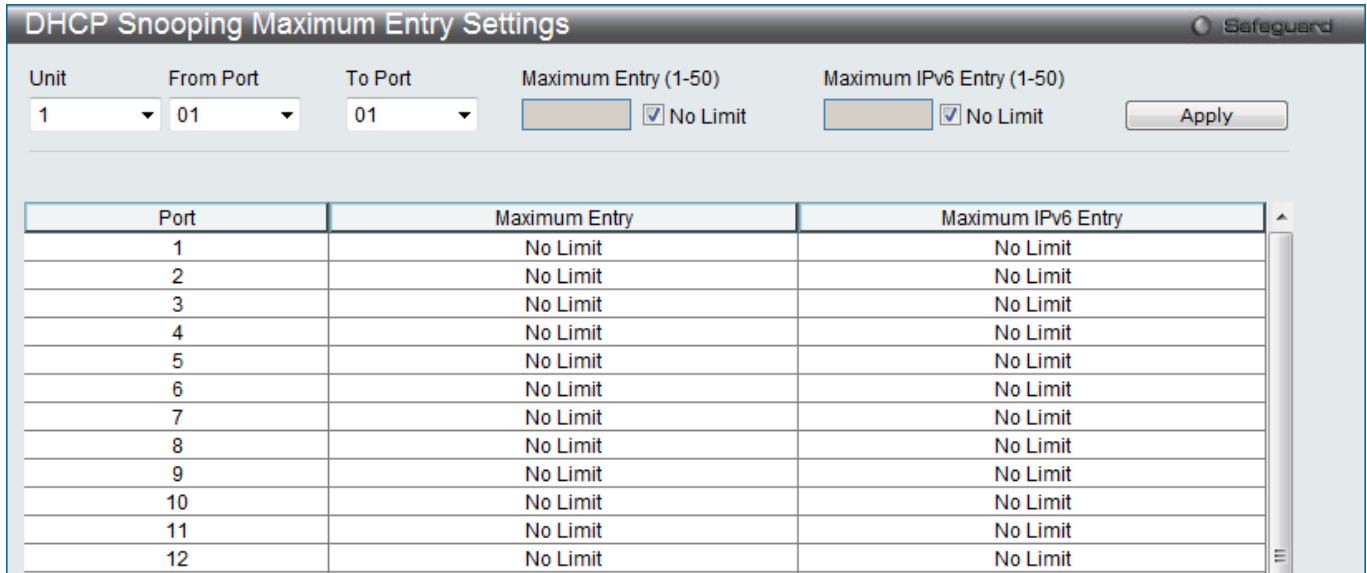 DHCP Snooping Maximum Entry Settings Safeguard
Unit From Port To Port Maximum Entry (1-50) Maximum IPv6 Entry (1-50)
1 01 01 No Limit No Limit Apply
Port Maximum Entry Maximum IPv6 Entry
1 No Limit No Limit
2 No Limit No Limit
3 No Limit No Limit
4 No Limit No Limit
5 No Limit No Limit
6 No Limit No Limit
7 No Limit No Limit
8 No Limit No Limit
9 No Limit No Limit
10 No Limit No Limit
11 No Limit No Limit
12 No Limit No Limit